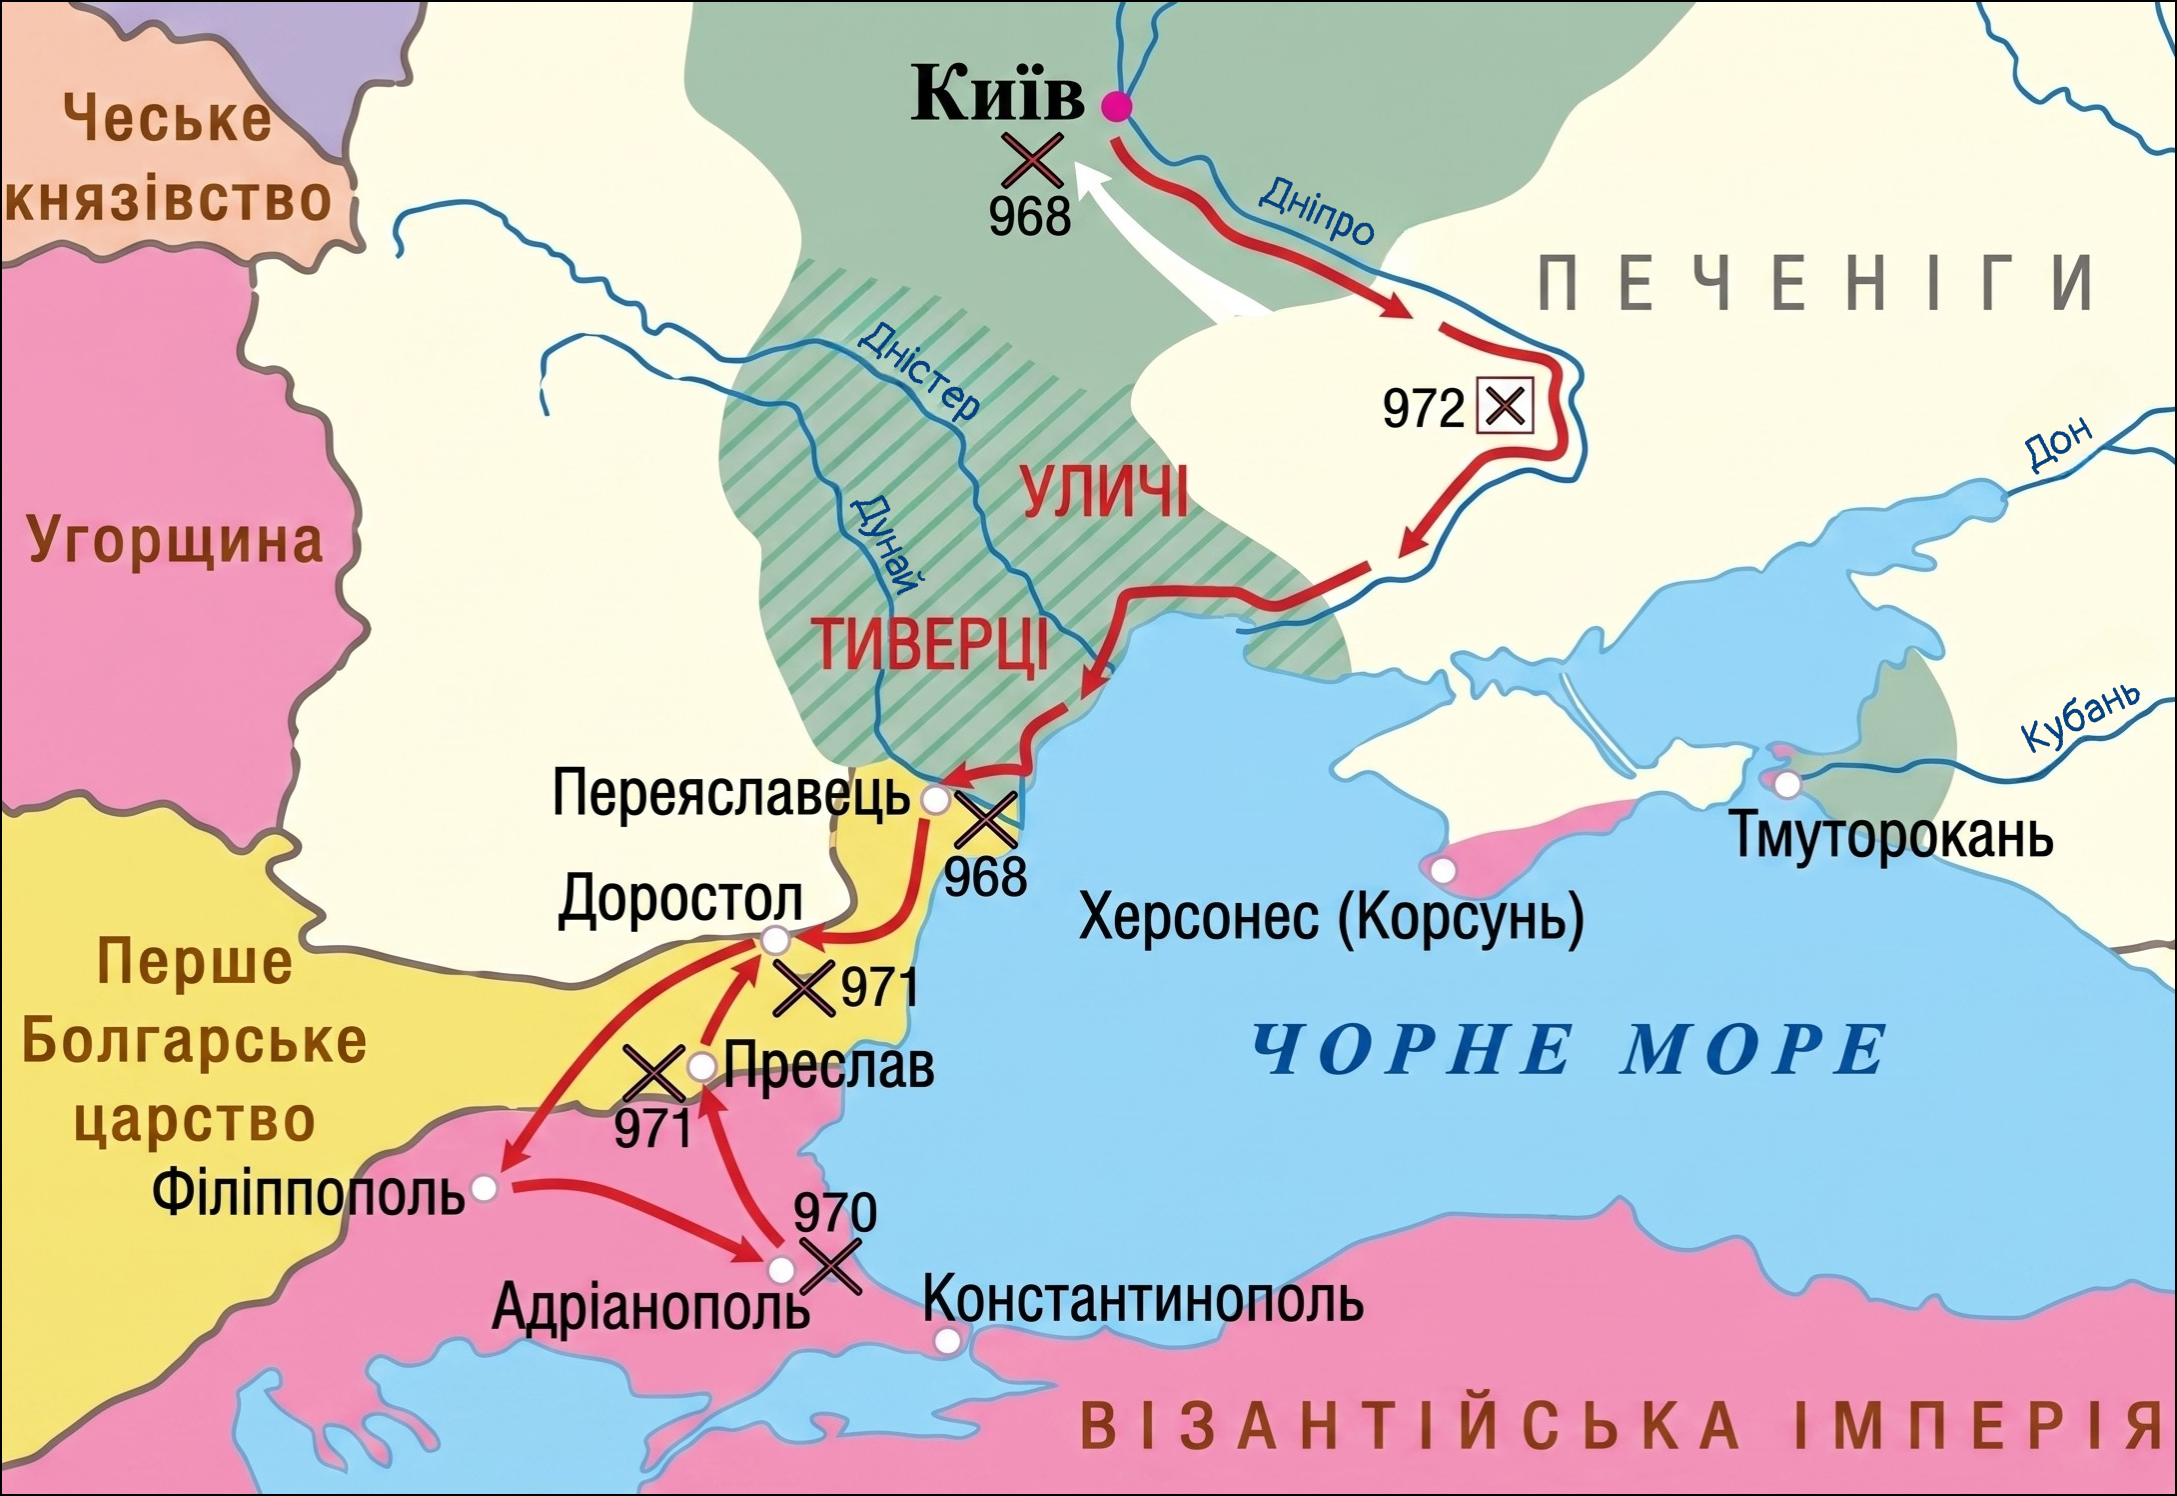 Київ
968
Чеське
князівство
Дніпро
ПЕЧЕНІГИ
Дністер
972
Дон
УЛИЧІ
Дунай
Угорщина
ТИВЕРЦІ
Кубань
Переяславець
968
Тмуторокань
Доростол
Херсонес (Корсунь)
971
Перше
Болгарське
царство
ЧОРНЕ МОРЕ
Преслав
971
Філіппополь
970
Адріанополь
Константинополь
ВІЗАНТІЙСЬКА ІМПЕРІЯ